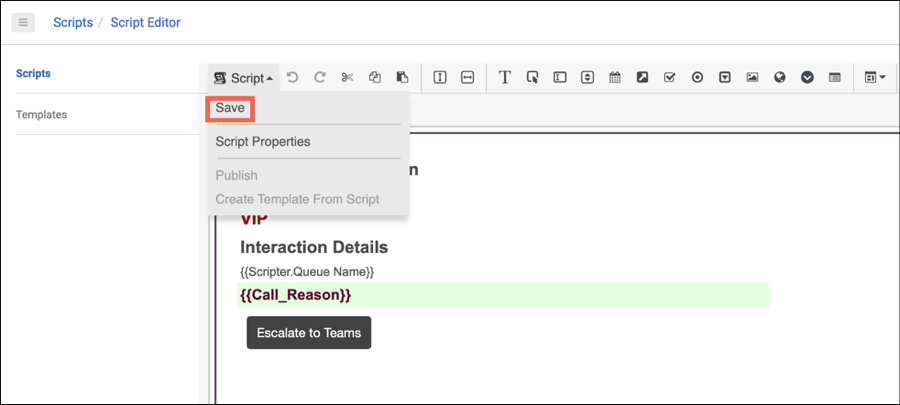 Scripts / Script Editor
Scripts
Templates
Script
T
Save
Script Properties
Publish
Create Template From Script
n
VIP
Interaction Details
{{Scripter.Queue Name}}
{{Call_Reason}}
Escalate to Teams